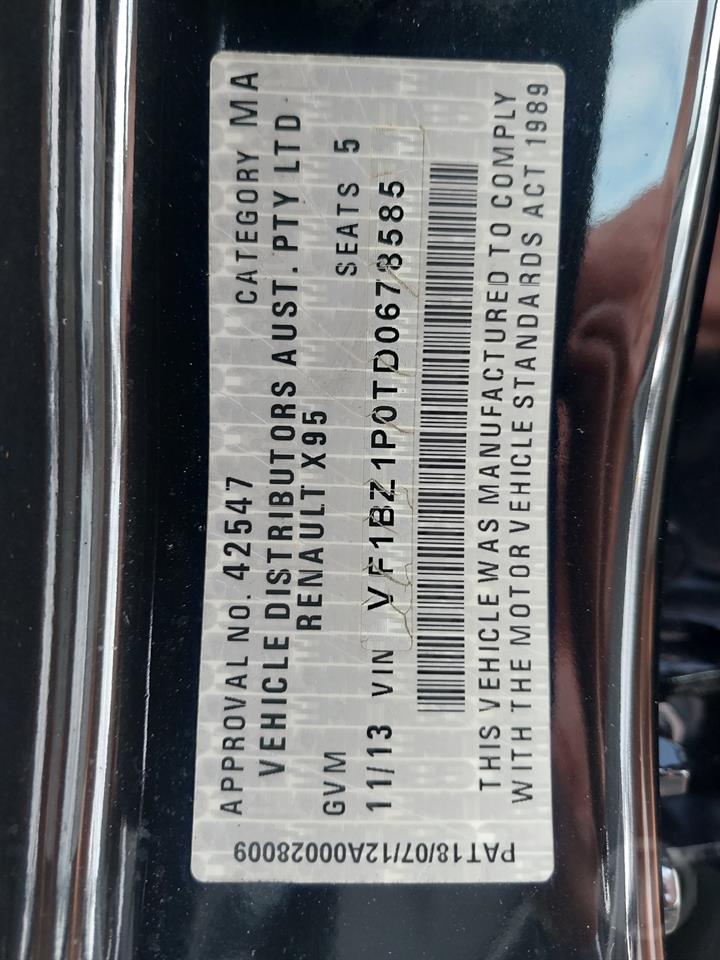 APPROVAL NO. 42547 CATEGORY MA
VEHICLE DISTRIBUTORS AUST. PTY LTD.
RENAULT X95
GVM SEATS 5
11/13 VIN VF1BZ1P0TD0678585
THIS VEHICLE WAS MANUFACTURED TO COMPLY
WITH THE MOTOR VEHICLE STANDARDS ACT 1989
PAT18/07/12A00028009